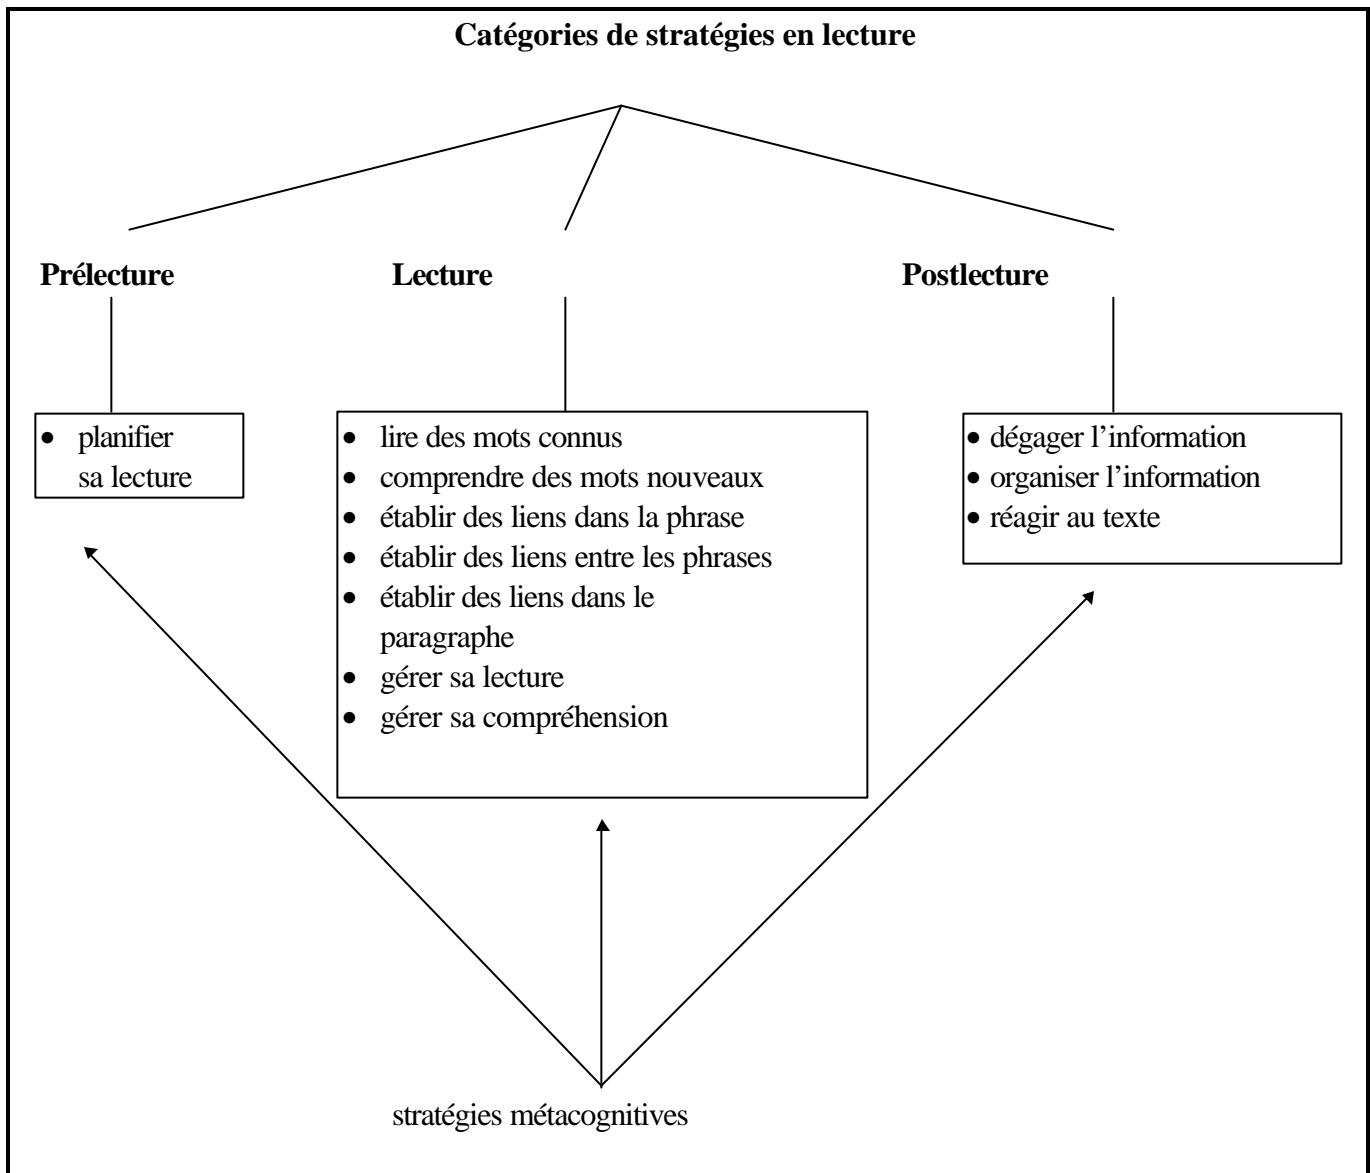 Catégories de stratégies en lecture
Prélecture
Lecture
Postlecture
• planifier
sa lecture
• lire des mots connus
• comprendre des mots nouveaux
• établir des liens dans la phrase
• établir des liens entre les phrases
• établir des liens dans le
paragraphe
• gérer sa lecture
• gérer sa compréhension
• dégager l’information
• organiser l’information
• réagir au texte
stratégies métacognitives